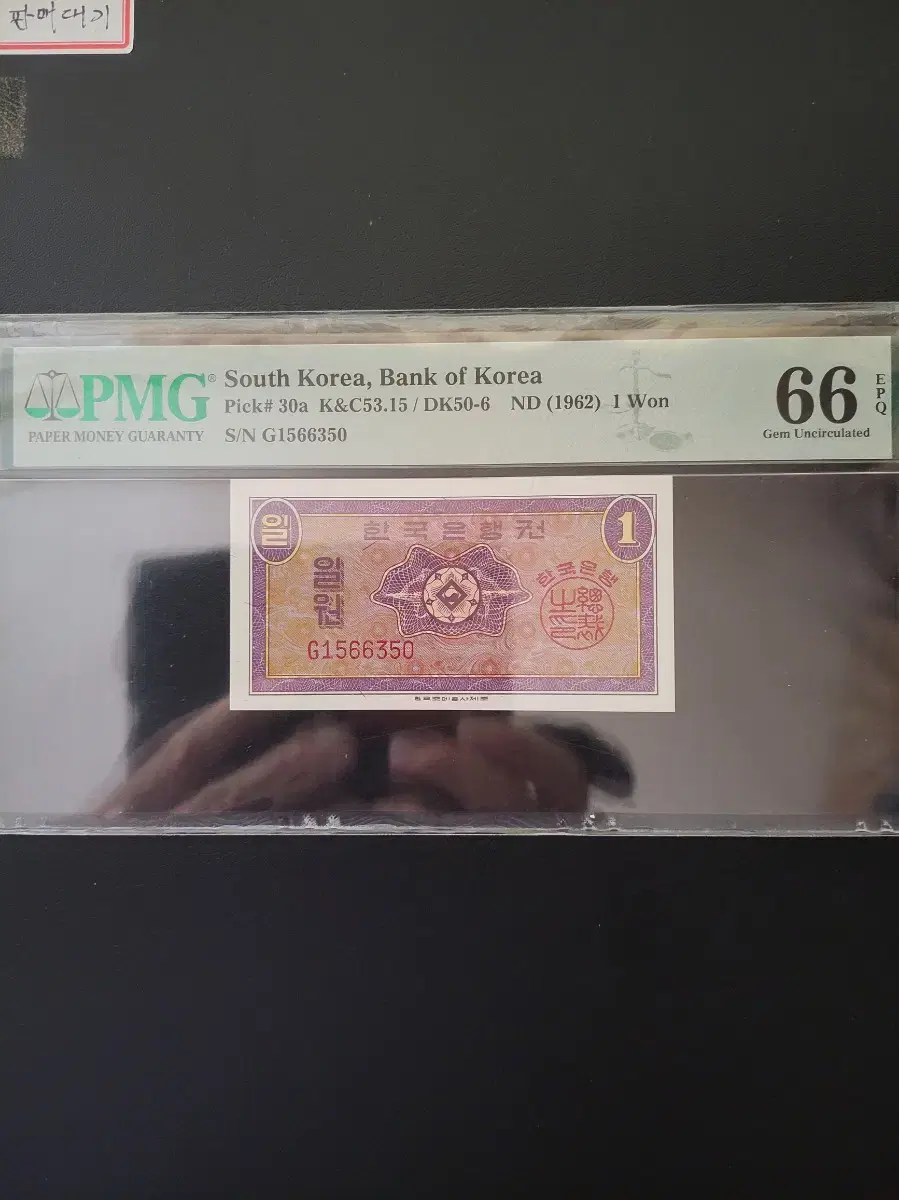 판매대기
PMG®
PAPER MONEY GUARANTY
South Korea, Bank of Korea
Pick# 30a K&C53.15 / DK50-6 ND (1962) 1 Won
S/N G1566350
66
EPQ
Gem Uncirculated
일
한국은행권
1
일원
한국은행
G1566350